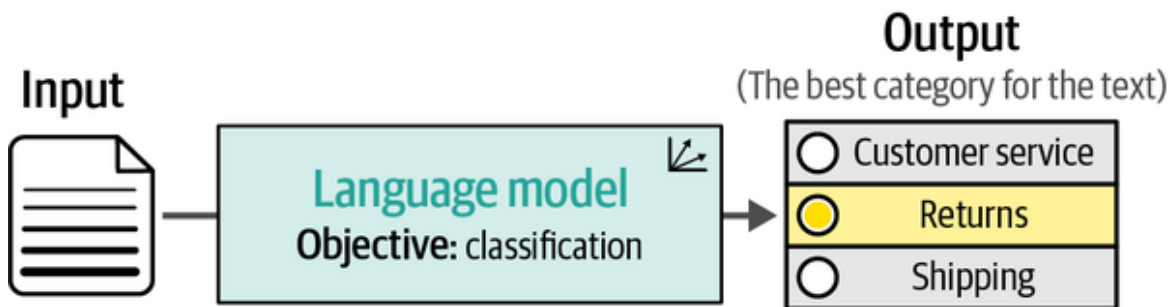 Input
Language model
Objective: classification
Output
(The best category for the text)
Customer service
Returns
Shipping